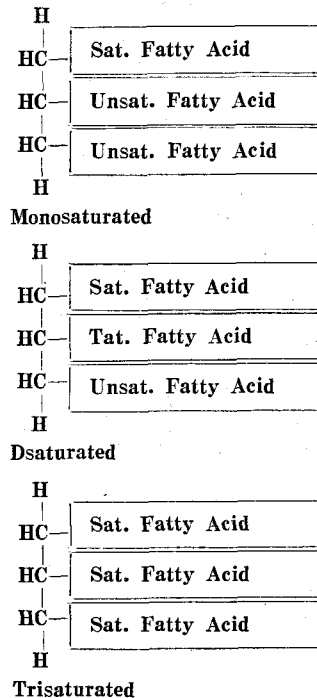 H
HC— Sat. Fatty Acid
HC— Unsat. Fatty Acid
HC— Unsat. Fatty Acid
H
Monosaturated
H
HC— Sat. Fatty Acid
HC— Tat. Fatty Acid
HC— Unsat. Fatty Acid
H
Dsaturated
H
HC— Sat. Fatty Acid
HC— Sat. Fatty Acid
HC— Sat. Fatty Acid
H
Trisaturated